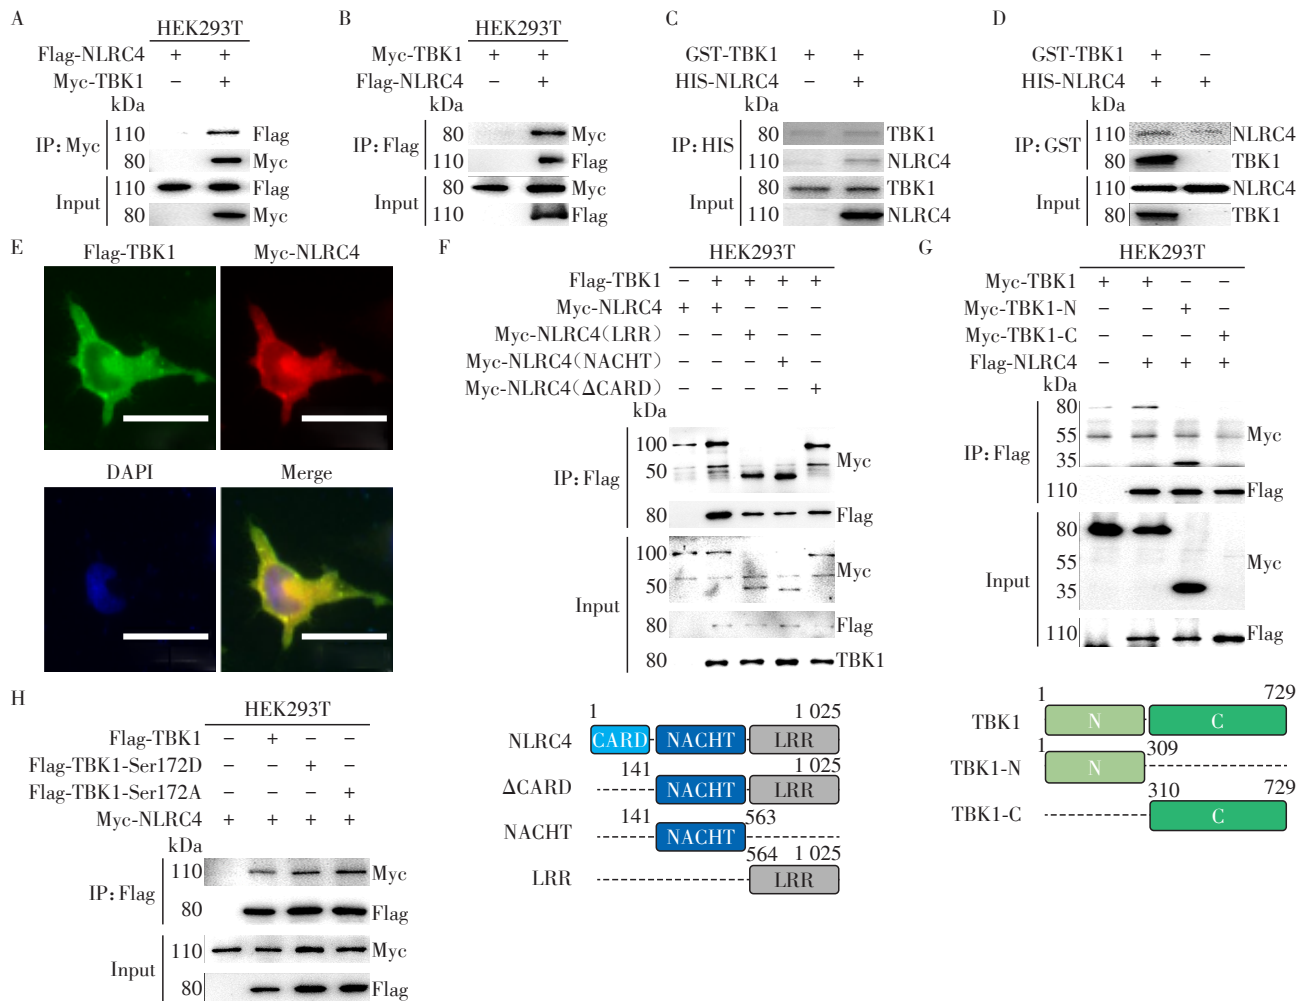 A
HEK293T
Flag-NLRC4 + +
Myc-TBK1 − +
kDa
IP: Myc
110 Flag
80 Myc
Input
110 Flag
80 Myc
B
HEK293T
Myc-TBK1 + +
Flag-NLRC4 − +
kDa
IP: Flag
80 Myc
110 Flag
Input
80 Myc
110 Flag
C
GST-TBK1 + +
HIS-NLRC4 − +
kDa
IP: HIS
80 TBK1
110 NLRC4
Input
80 TBK1
110 NLRC4
D
GST-TBK1 + −
HIS-NLRC4 + +
kDa
IP: GST
110 NLRC4
80 TBK1
Input
110 NLRC4
80 TBK1
E
Flag-TBK1 Myc-NLRC4
DAPI Merge
F
HEK293T
Flag-TBK1 − + + + +
Myc-NLRC4 + + − − −
Myc-NLRC4(LRR) − − + − −
Myc-NLRC4(NACHT) − − − + −
Myc-NLRC4(ΔCARD) − − − − +
kDa
IP: Flag
100
50
Myc
80 Flag
Input
100
50
Myc
80 Flag
80 TBK1
1 1 025
NLRC4 CARD NACHT LRR
141 1 025
ΔCARD NACHT LRR
141 563
NACHT NACHT
564 1 025
LRR LRR
G
HEK293T
Myc-TBK1 + + − −
Myc-TBK1-N − − + −
Myc-TBK1-C − − − +
Flag-NLRC4 − + + +
kDa
IP: Flag
80
55
35
Myc
110 Flag
Input
80
55
35
Myc
110 Flag
1 729
TBK1 N C
1 309
TBK1-N N
310 729
TBK1-C C
H
HEK293T
Flag-TBK1 − + − −
Flag-TBK1-Ser172D − − + −
Flag-TBK1-Ser172A − − − +
Myc-NLRC4 + + + +
kDa
IP: Flag
110 Myc
80 Flag
Input
110 Myc
80 Flag